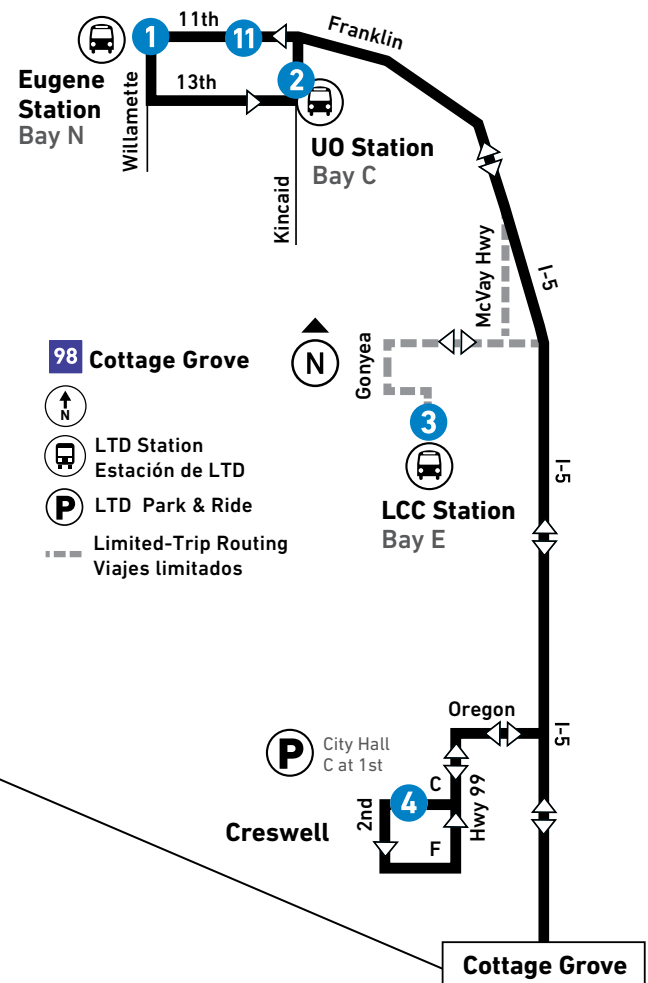 11th
Franklin
1
11
2
Eugene
Station
Bay N
13th
Willamette
UO Station
Bay C
Kincaid
McVay Hwy
I-5
98 Cottage Grove
N
Gonyea
N
3
LTD Station
Estación de LTD
P LTD Park & Ride
Limited-Trip Routing
Viajes limitados
LCC Station
Bay E
I-5
Oregon
I-5
P
City Hall
C at 1st
C
4
2nd
Hwy 99
Creswell
F
Cottage Grove